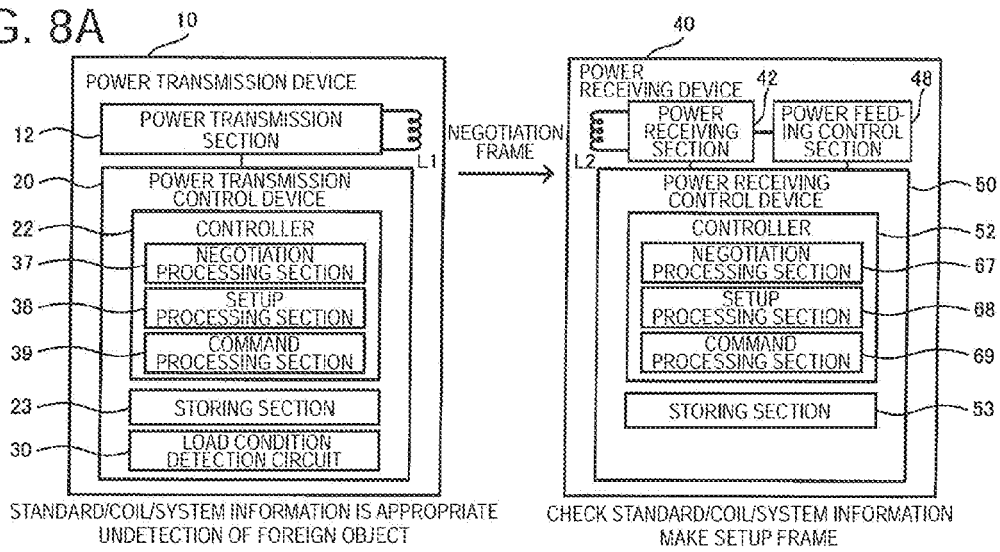 G. 8A
10
POWER TRANSMISSION DEVICE
12
POWER TRANSMISSION
SECTION
L1
20
POWER TRANSMISSION
CONTROL DEVICE
22
CONTROLLER
37
NEGOTIATION
PROCESSING SECTION
38
SETUP
PROCESSING SECTION
39
COMMAND
PROCESSING SECTION
23
STORING SECTION
30
LOAD CONDITION
DETECTION CIRCUIT
STANDARD/COIL/SYSTEM INFORMATION IS APPROPRIATE
UNDETECTION OF FOREIGN OBJECT
NEGOTIATION
FRAME
40
POWER
RECEIVING DEVICE
42
48
L2
POWER
RECEIVING
SECTION
POWER FEED-
ING CONTROL
SECTION
POWER RECEIVING
CONTROL DEVICE
50
CONTROLLER
52
NEGOTIATION
PROCESSING SECTION
67
SETUP
PROCESSING SECTION
68
COMMAND
PROCESSING SECTION
69
STORING SECTION
53
CHECK STANDARD/COIL/SYSTEM INFORMATION
MAKE SETUP FRAME